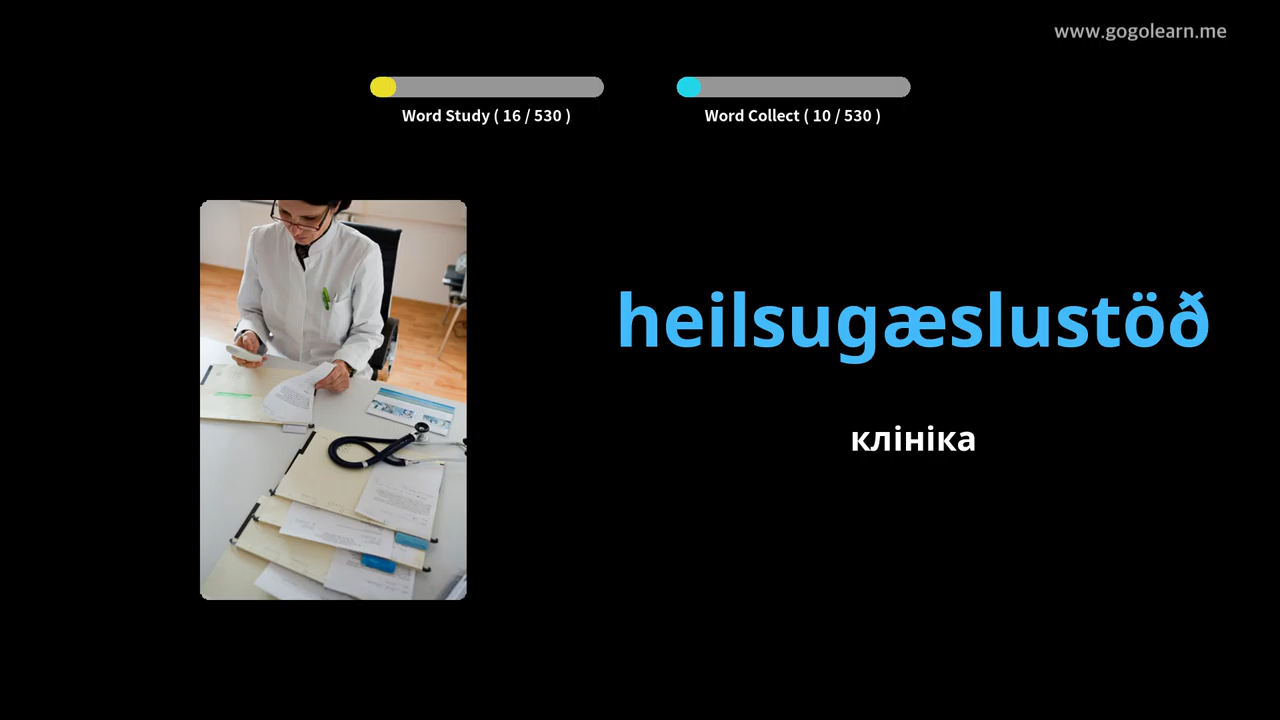 www.gogolearn.me
Word Study ( 16 / 530 )
Word Collect ( 10 / 530 )
heilsugæslustöð
клініка